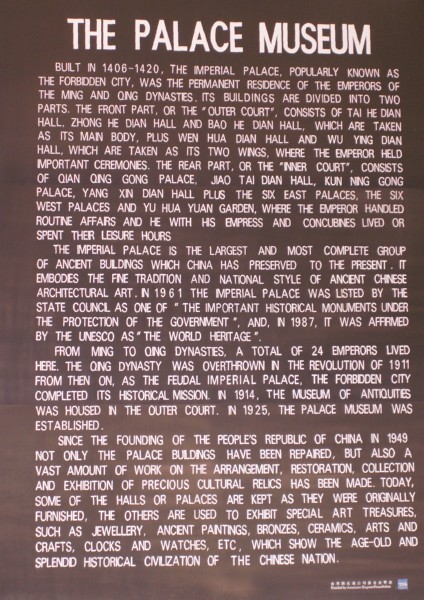 THE PALACE MUSEUM
BUILT IN 1406-1420, THE IMPERIAL PALACE, POPULARLY KNOWN AS
THE FORBIDDEN CITY, WAS THE PERMANENT RESIDENCE OF THE EMPERORS OF
THE MING AND QING DYNASTIES. ITS BUILDINGS ARE DIVIDED INTO TWO
PARTS. THE FRONT PART, OR THE "OUTER COURT", CONSISTS OF TAI HE DIAN
HALL, ZHONG HE DIAN HALL AND BAO HE DIAN HALL, WHICH ARE TAKEN
AS ITS MAIN BODY, PLUS WEN HUA DIAN HALL AND WU YING DIAN
HALL, WHICH ARE TAKEN AS ITS TWO WINGS, WHERE THE EMPEROR HELD
IMPORTANT CEREMONIES. THE REAR PART, OR THE "INNER COURT", CONSISTS
OF QIAN QING GONG PALACE, JIAO TAI DIAN HALL, KUN NING GONG
PALACE, YANG XIN DIAN HALL PLUS THE SIX EAST PALACES, THE SIX
WEST PALACES AND YU HUA YUAN GARDEN, WHERE THE EMPEROR HANDLED
ROUTINE AFFAIRS AND HE WITH HIS EMPRESS AND CONCUBINES LIVED OR
SPENT THEIR LEISURE HOURS
THE IMPERIAL PALACE IS THE LARGEST AND MOST COMPLETE GROUP
OF ANCIENT BUILDINGS WHICH CHINA HAS PRESERVED TO THE PRESENT. IT
EMBODIES THE FINE TRADITION AND NATIONAL STYLE OF ANCIENT CHINESE
ARCHITECTURAL ART. IN 1961 THE IMPERIAL PALACE WAS LISTED BY THE
STATE COUNCIL AS ONE OF "THE IMPORTANT HISTORICAL MONUMENTS UNDER
THE PROTECTION OF THE GOVERNMENT", AND, IN 1987, IT WAS AFFIRMED
BY THE UNESCO AS "THE WORLD HERITAGE".
FROM MING TO QING DYNASTIES, A TOTAL OF 24 EMPERORS LIVED
HERE. THE QING DYNASTY WAS OVERTHROWN IN THE REVOLUTION OF 1911
FROM THEN ON, AS THE FEUDAL IMPERIAL PALACE, THE FORBIDDEN CITY
COMPLETED ITS HISTORICAL MISSION. IN 1914, THE MUSEUM OF ANTIQUITIES
WAS HOUSED IN THE OUTER COURT. IN 1925, THE PALACE MUSEUM WAS
ESTABLISHED.
SINCE THE FOUNDING OF THE PEOPLE'S REPUBLIC OF CHINA IN 1949
NOT ONLY THE PALACE BUILDINGS HAVE BEEN REPAIRED, BUT ALSO A
VAST AMOUNT OF WORK ON THE ARRANGEMENT, RESTORATION, COLLECTION
AND EXHIBITION OF PRECIOUS CULTURAL RELICS HAS BEEN MADE. TODAY,
SOME OF THE HALLS OR PALACES ARE KEPT AS THEY WERE ORIGINALLY
FURNISHED, THE OTHERS ARE USED TO EXHIBIT SPECIAL ART TREASURES,
SUCH AS JEWELLERY, ANCIENT PAINTINGS, BRONZES, CERAMICS, ARTS AND
CRAFTS, CLOCKS AND WATCHES, ETC, WHICH SHOW THE AGE-OLD AND
SPLENDID HISTORICAL CIVILIZATION OF THE CHINESE NATION.